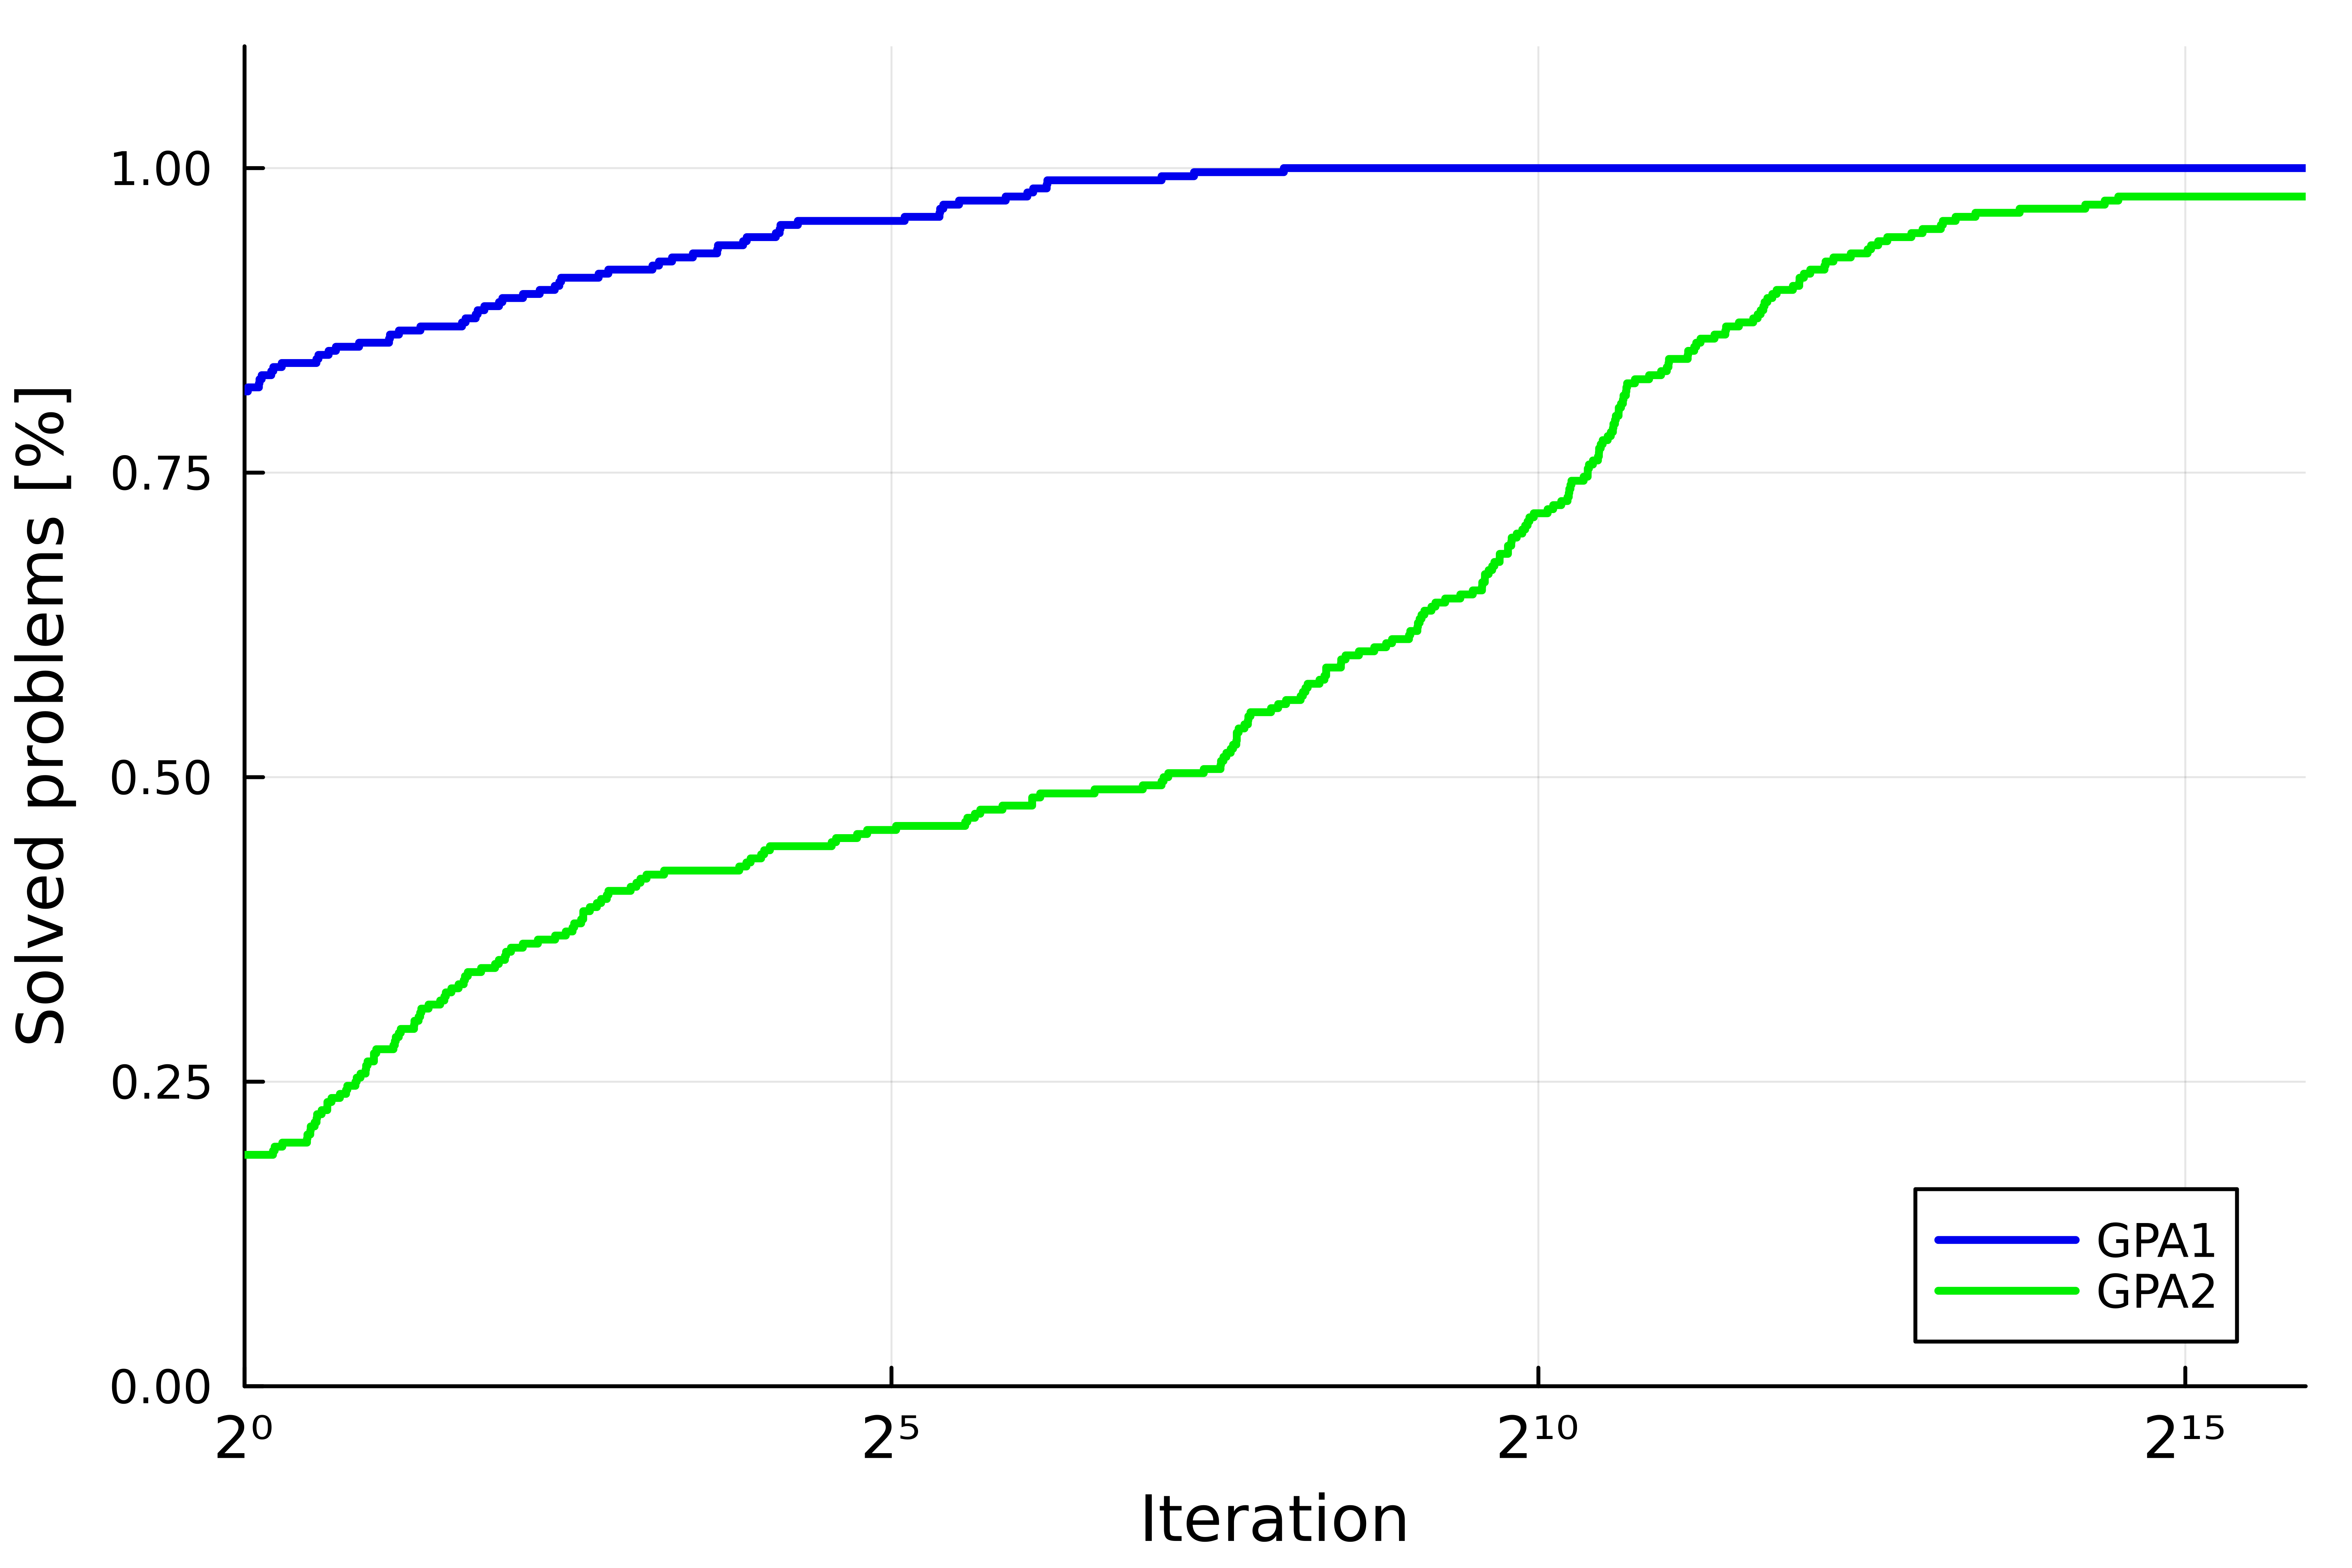 Solved problems [%]
1.00
0.75
0.50
0.25
0.00
2⁰ 2⁵ 2¹⁰ 2¹⁵
Iteration
GPA1
GPA2